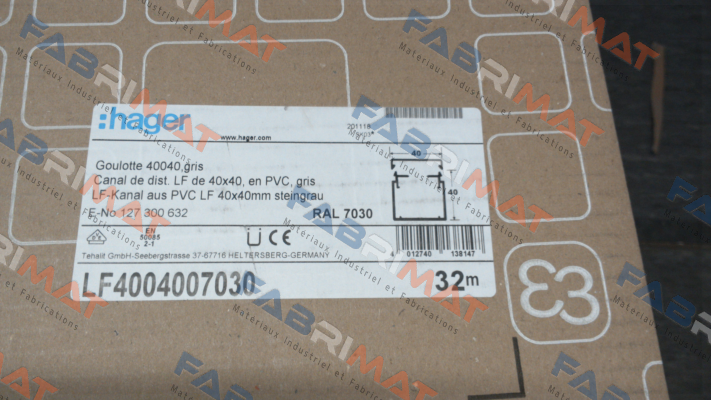 :hager
www.hager.com
201118
Goulotte 40040,gris
Canal de dist. LF de 40x40, en PVC, gris
LF-Kanal aus PVC LF 40x40mm steingrau
E-No 127 300 632
RAL 7030
40
40
EN
50085
2-1
CE
4 012740 138147
Tehalit GmbH-Seebergstrasse 37-67716 HELTERSBERG-GERMANY
LF4004007030
32m
FABRIMAT
Materiaux Industriel et Fabrications